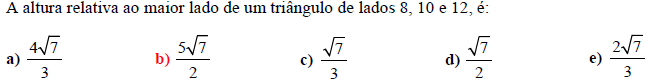 A altura relativa ao maior lado de um triângulo de lados 8, 10 e 12, é:
a) 4√7/3 b) 5√7/2 c) √7/3 d) √7/2 e) 2√7/3